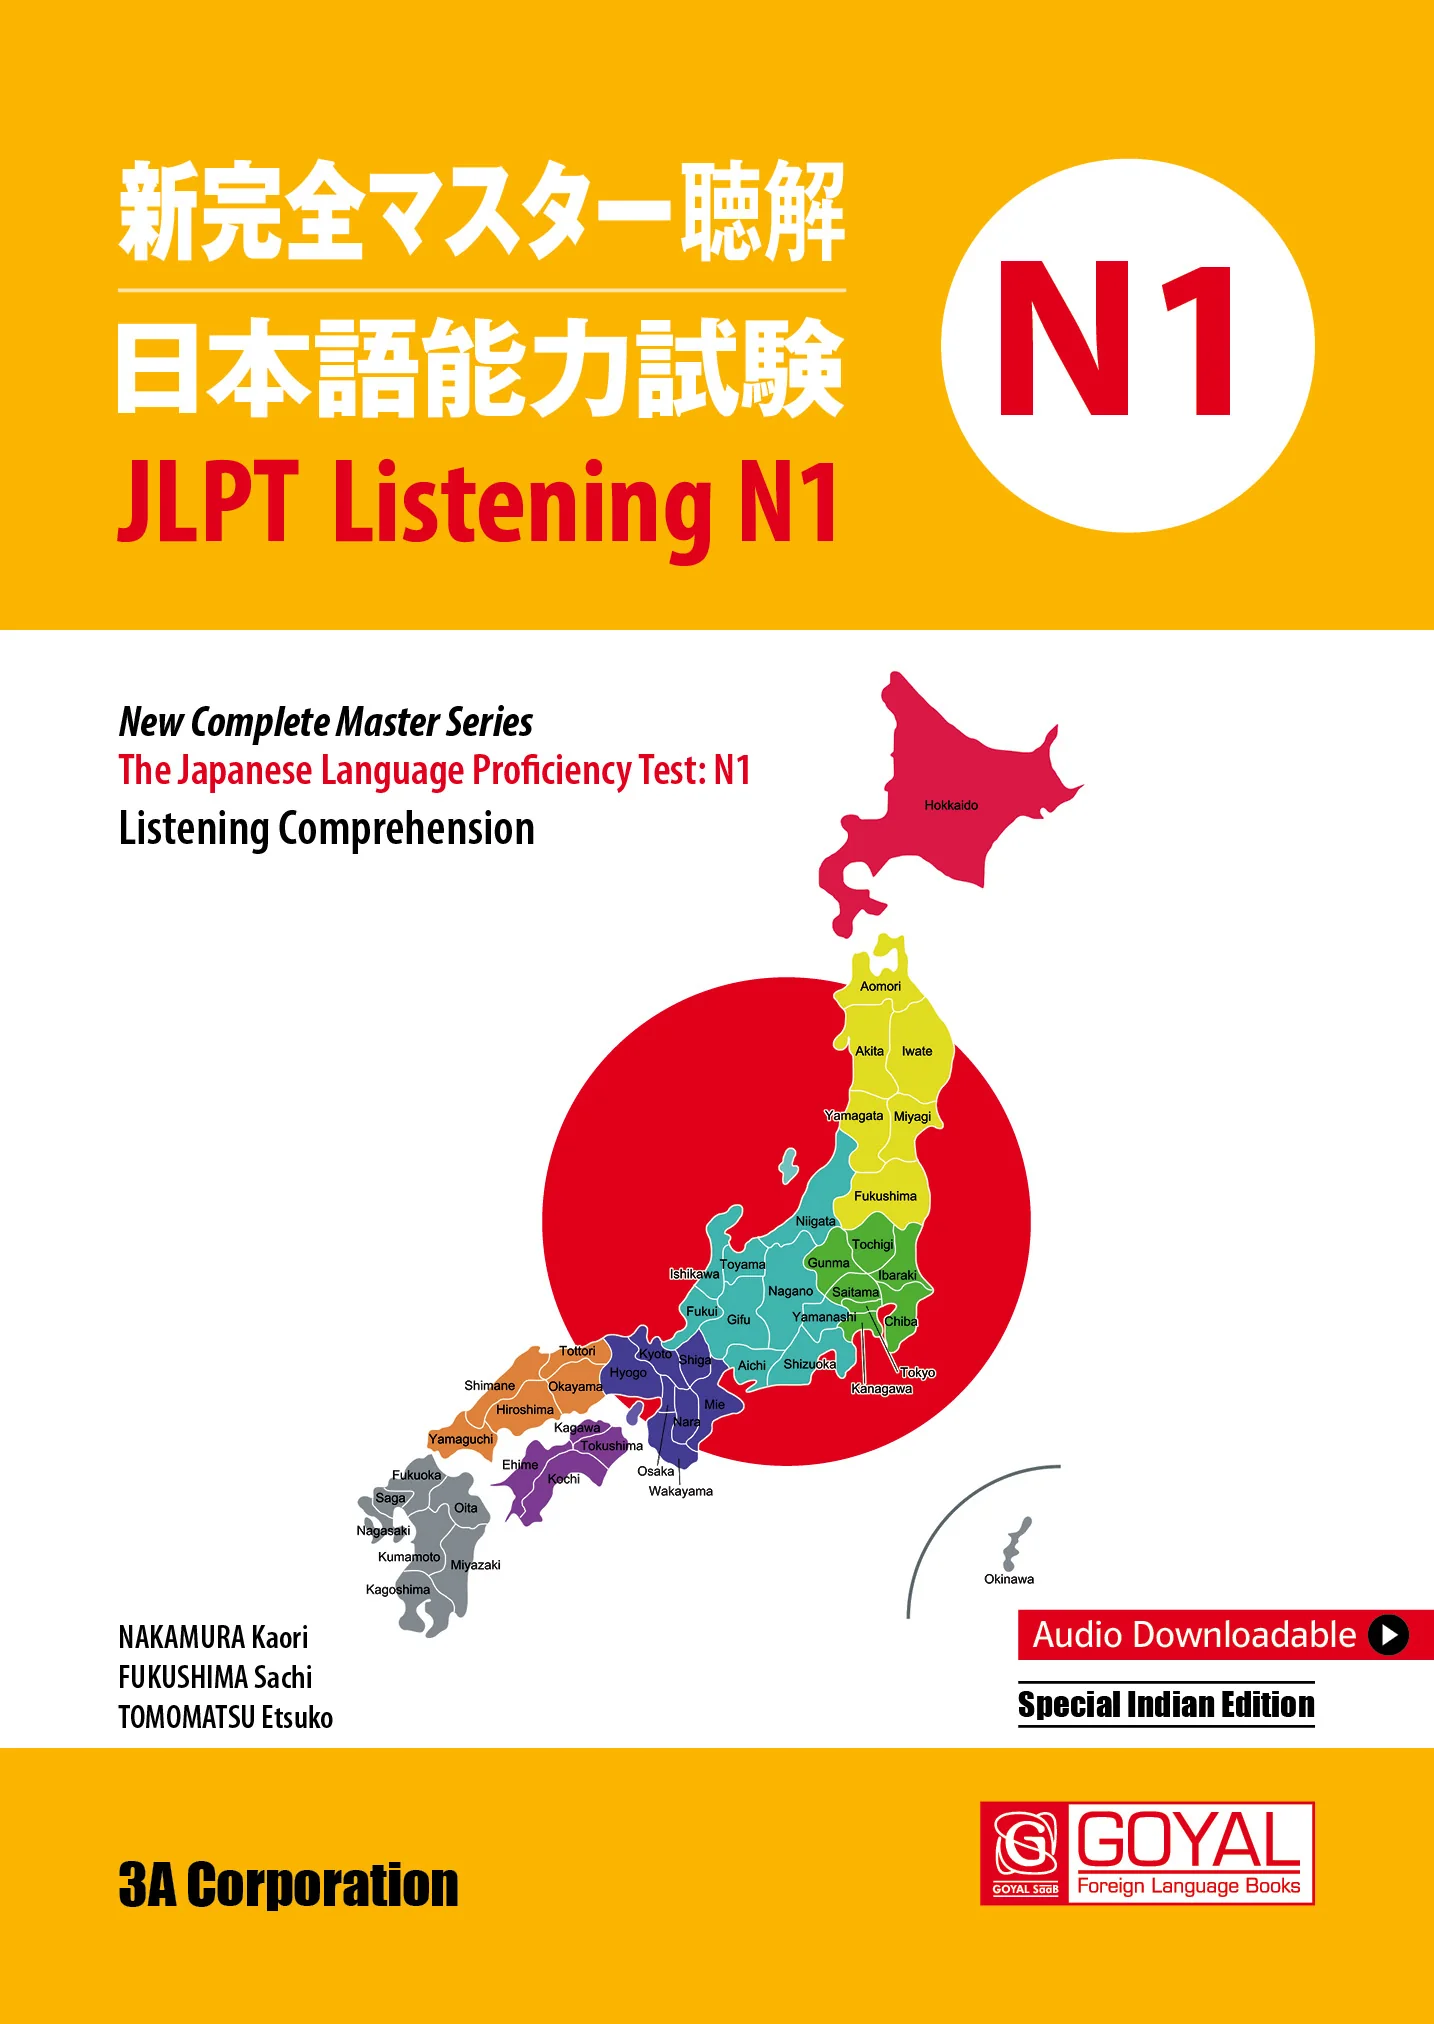 新完全マスター聴解
日本語能力試験
JLPT Listening N1
N1
New Complete Master Series
The Japanese Language Proficiency Test: N1
Listening Comprehension
Hokkaido
Aomori
Akita
Iwate
Yamagata
Miyagi
Fukushima
Niigata
Tochigi
Gunma
Ibaraki
Toyama
Ishikawa
Nagano
Saitama
Fukui
Gifu
Yamanashi
Chiba
Tottori
Kyoto
Shiga
Aichi
Shizuoka
Hyogo
Tokyo
Kanagawa
Shimane
Okayama
Hiroshima
Mie
Nara
Kagawa
Yamaguchi
Tokushima
Ehime
Kochi
Osaka
Wakayama
Fukuoka
Saga
Oita
Nagasaki
Kumamoto
Miyazaki
Kagoshima
Okinawa
NAKAMURA Kaori
FUKUSHIMA Sachi
TOMOMATSU Etsuko
Audio Downloadable
Special Indian Edition
3A Corporation
G
GOYAL SaaB
GOYAL
Foreign Language Books